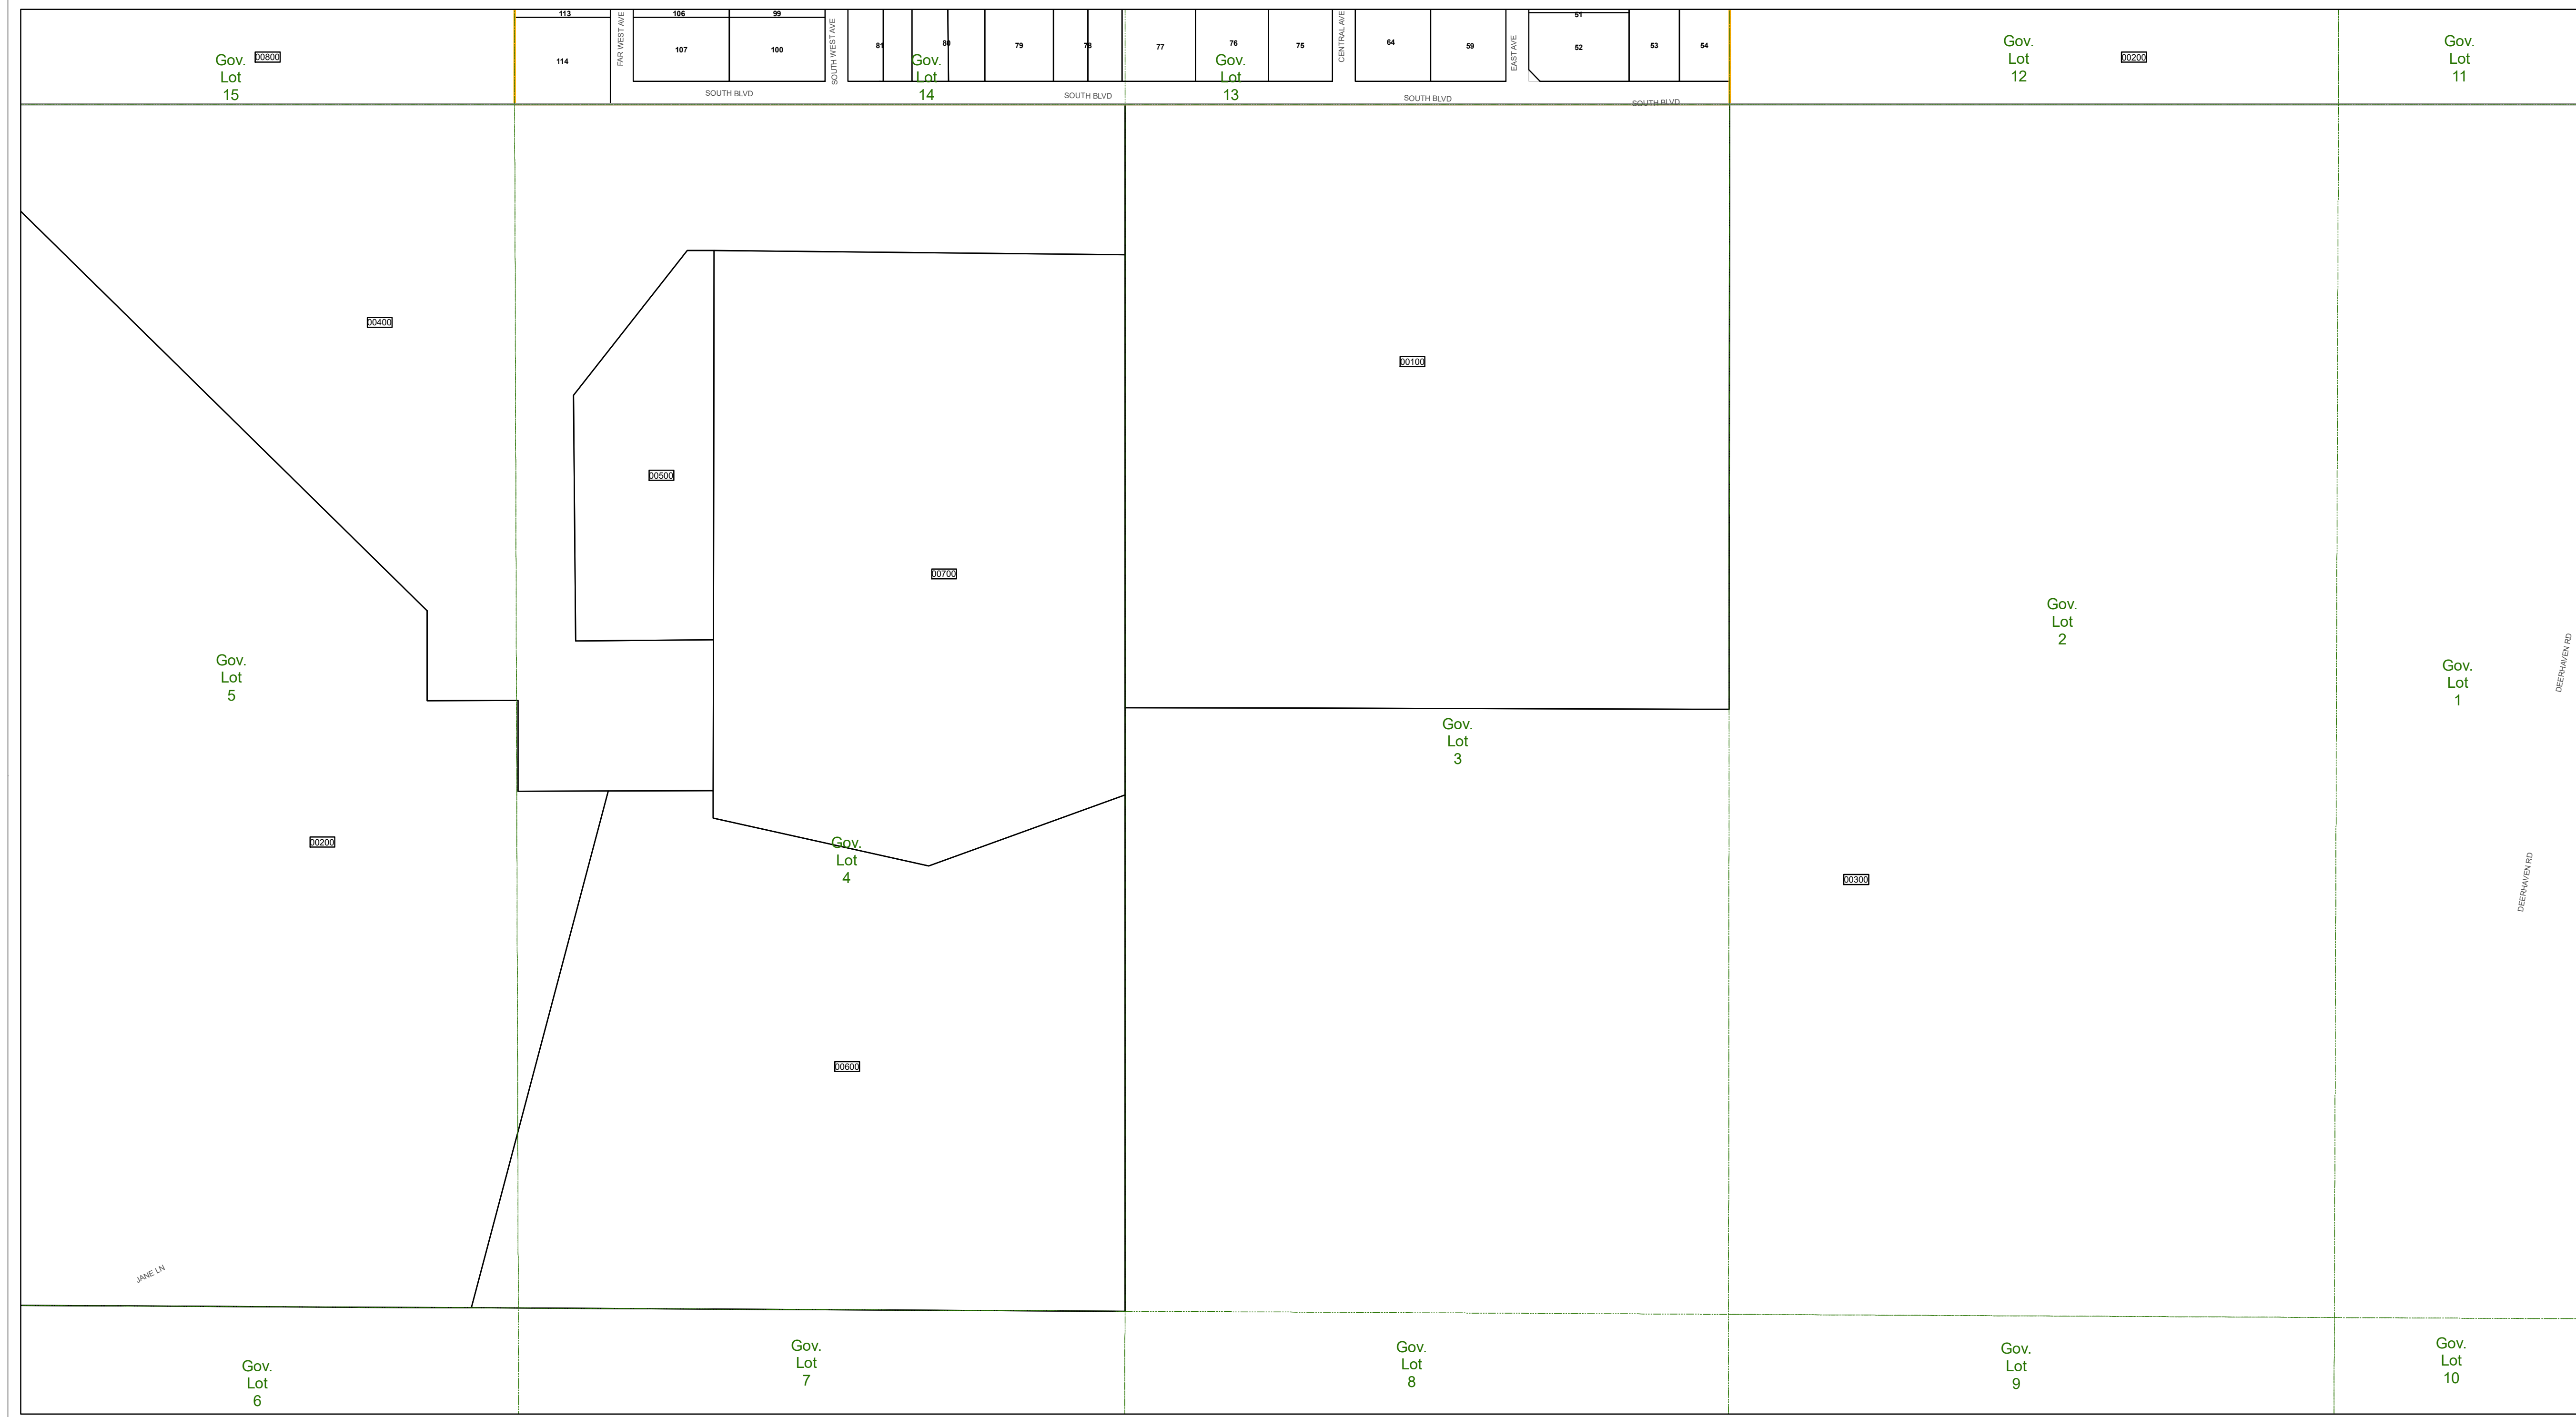 113
106
99
51
FAR WEST AVE
SOUTH WEST AVE
CENTRAL AVE
EAST AVE
114
107
100
81
80
79
78
77
76
75
64
59
52
53
54
Gov.
Lot
15
00800
Gov.
Lot
14
Gov.
Lot
13
Gov.
Lot
12
00200
Gov.
Lot
11
SOUTH BLVD
SOUTH BLVD
SOUTH BLVD
SOUTH BLVD
00400
00100
00500
00700
Gov.
Lot
2
DEERHAVEN RD
Gov.
Lot
5
Gov.
Lot
1
Gov.
Lot
3
00200
Gov.
Lot
4
00300
DEERHAVEN RD
00600
JANE LN
Gov.
Lot
6
Gov.
Lot
7
Gov.
Lot
8
Gov.
Lot
9
Gov.
Lot
10